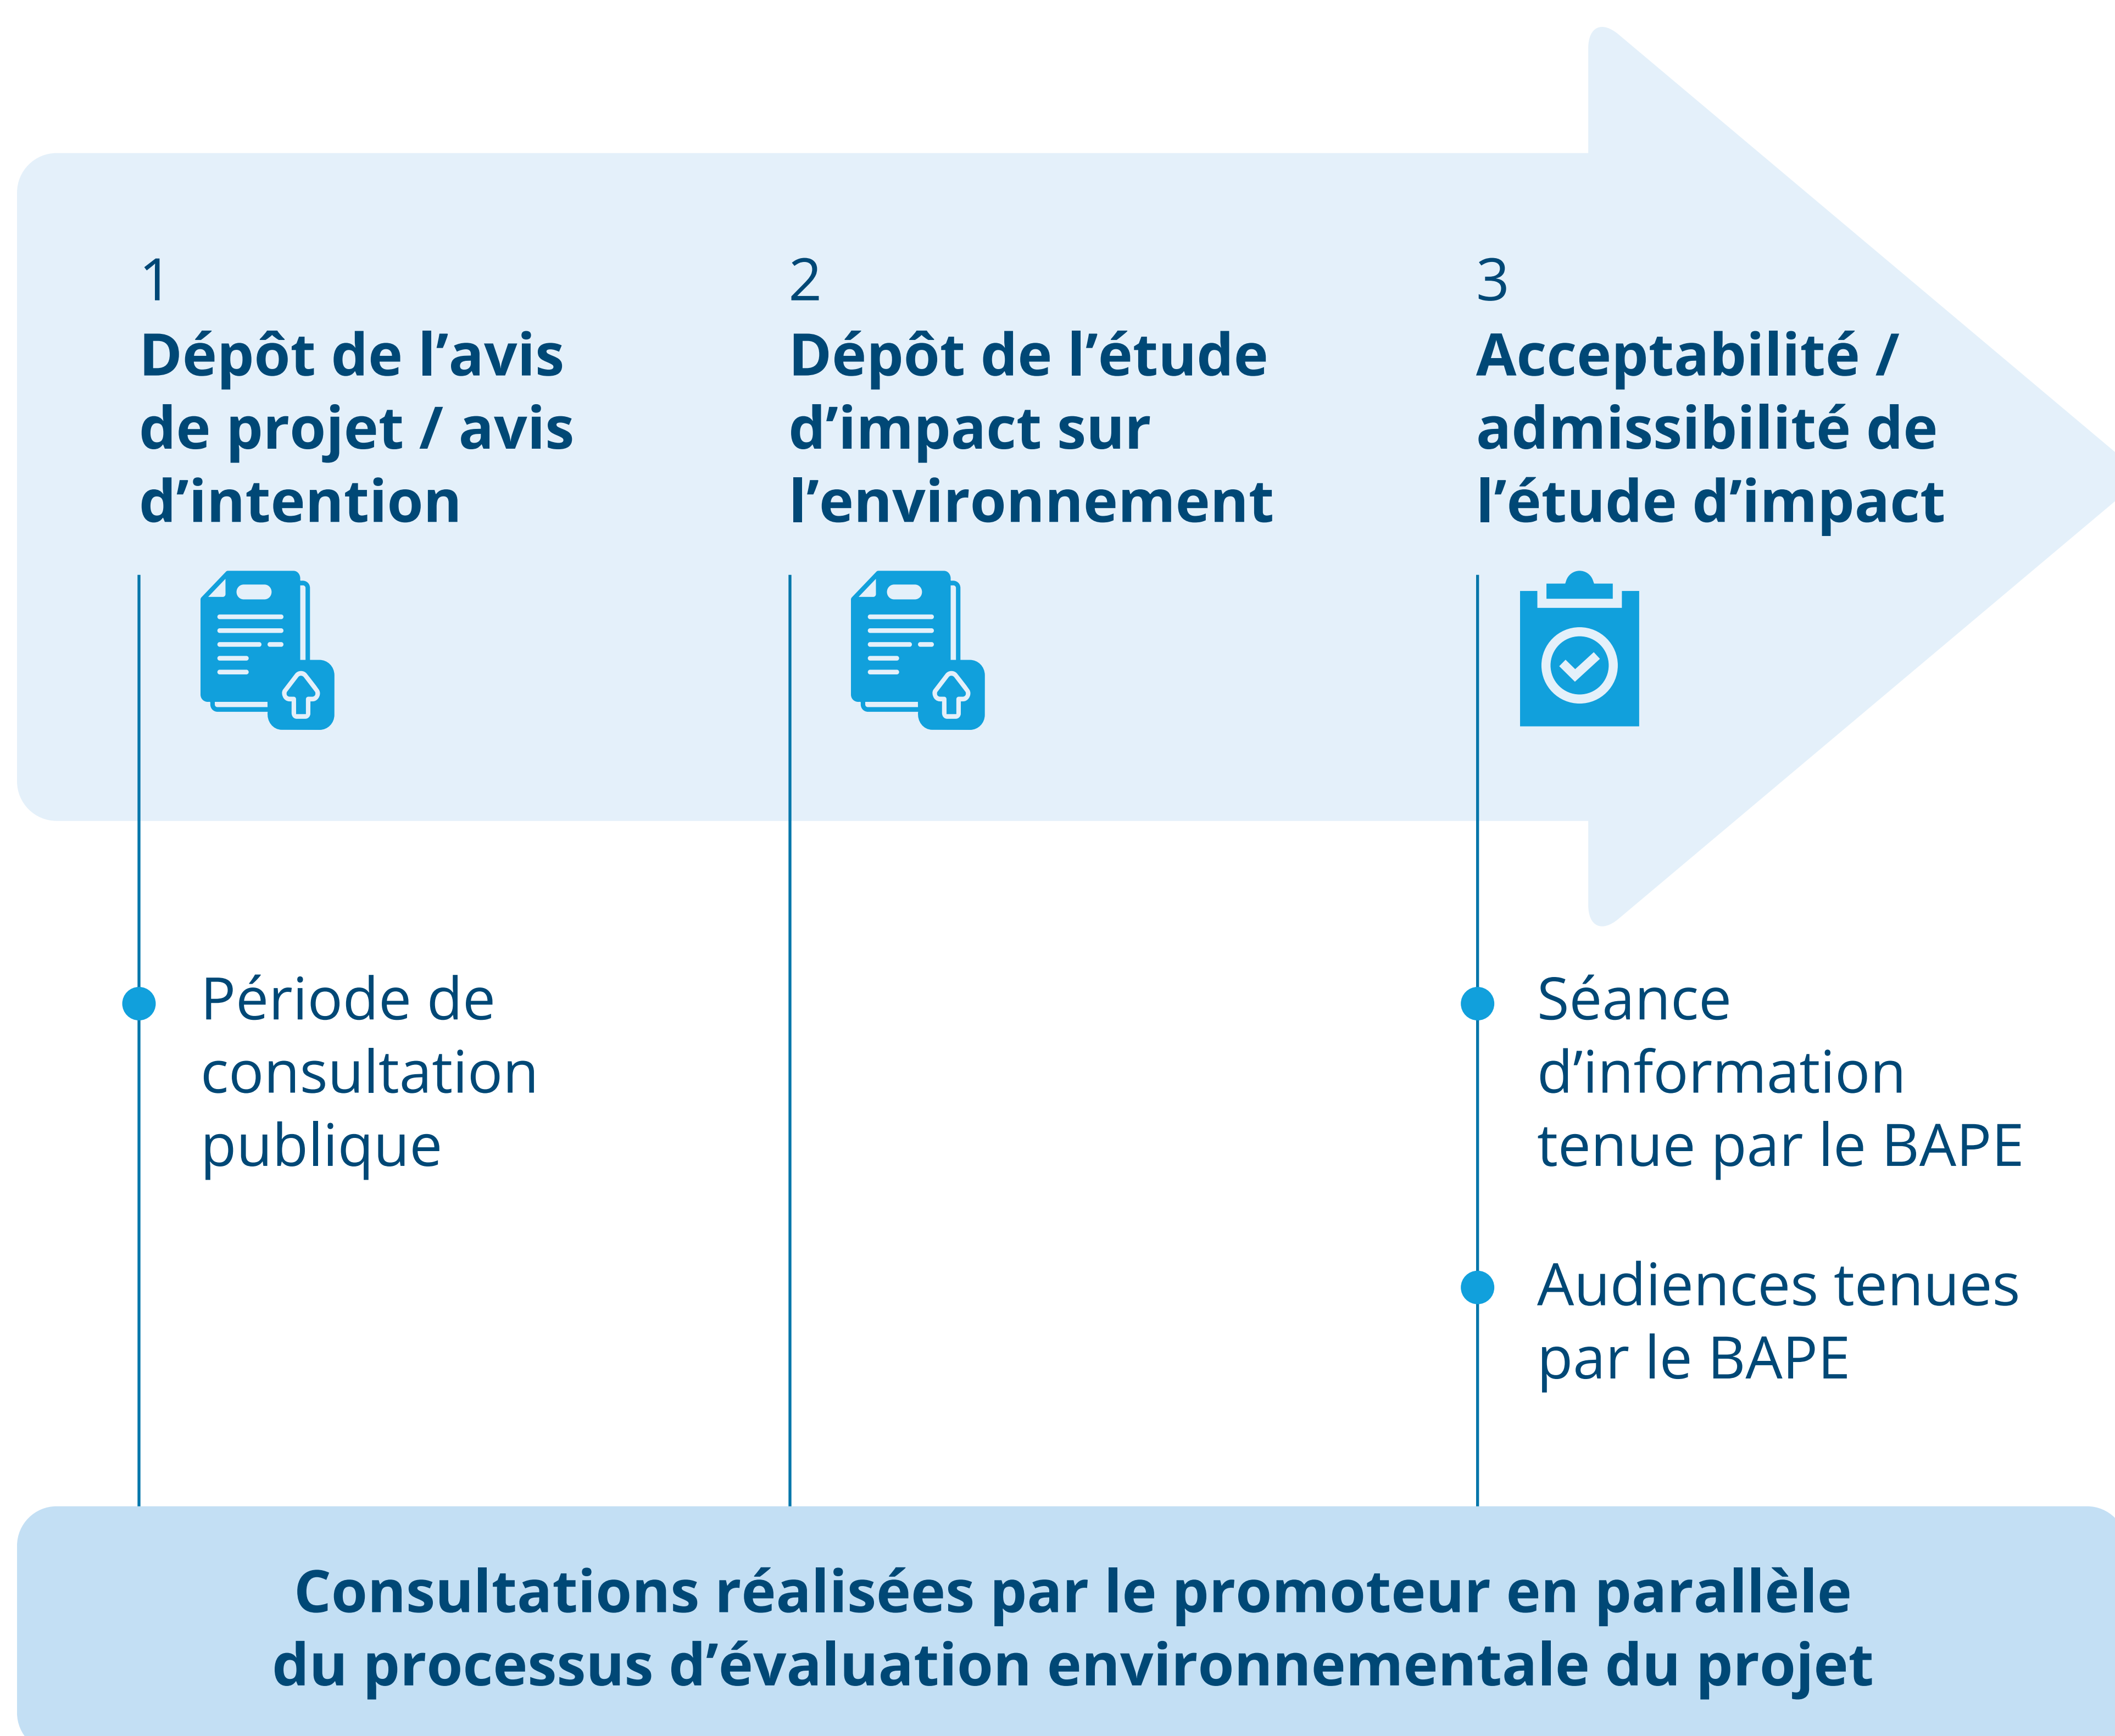 1
Dépôt de l’avis
de projet / avis
d’intention
2
Dépôt de l’étude
d’impact sur
l’environnement
3
Acceptabilité /
admissibilité de
l’étude d’impact
Période de
consultation
publique
Séance
d’information
tenue par le BAPE
Audiences tenues
par le BAPE
Consultations réalisées par le promoteur en parallèle
du processus d’évaluation environnementale du projet